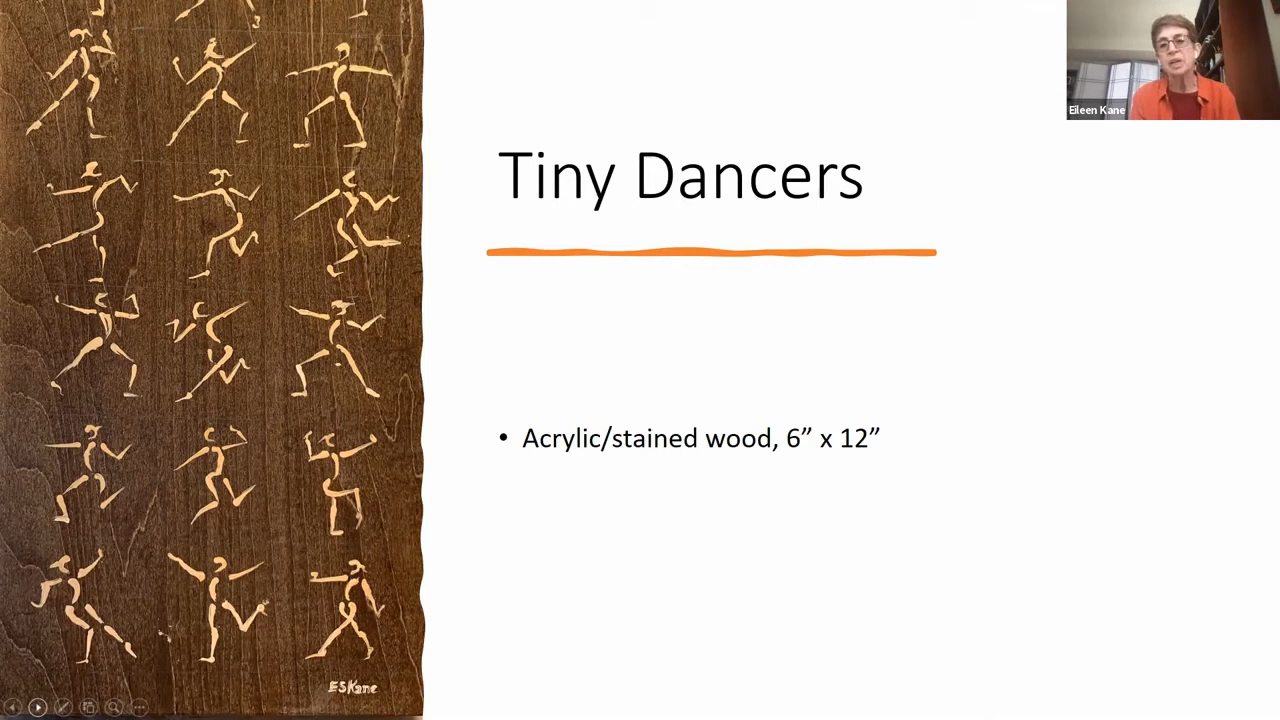 Eileen Kane
Tiny Dancers
• Acrylic/stained wood, 6” x 12”
ESKane